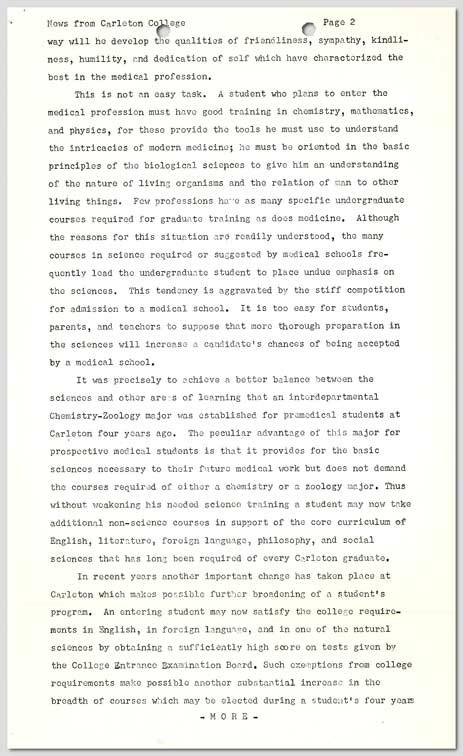 News from Carleton College Page 2
way will he develop the qualities of friendliness, sympathy, kindli-
ness, humility, and dedication of self which have characterized the
best in the medical profession.
This is not an easy task. A student who plans to enter the
medical profession must have good training in chemistry, mathematics,
and physics, for these provide the tools he must use to understand
the intricacies of modern medicine; he must be oriented in the basic
principles of the biological sciences to give him an understanding
of the nature of living organisms and the relation of man to other
living things. Few professions have as many specific undergraduate
courses required for graduate training as does medicine. Although
the reasons for this situation are readily understood, the many
courses in science required or suggested by medical schools fre-
quently lead the undergraduate student to place undue emphasis on
the sciences. This tendency is aggravated by the stiff competition
for admission to a medical school. It is too easy for students,
parents, and teachers to suppose that more thorough preparation in
the sciences will increase a candidate's chances of being accepted
by a medical school.
It was precisely to achieve a better balance between the
sciences and other areas of learning that an interdepartmental
Chemistry-Zoology major was established for premedical students at
Carleton four years ago. The peculiar advantage of this major for
prospective medical students is that it provides for the basic
sciences necessary to their future medical work but does not demand
the courses required of either a chemistry or a zoology major. Thus
without weakening his needed science training a student may now take
additional non-science courses in support of the core curriculum of
English, literature, foreign language, philosophy, and social
sciences that has long been required of every Carleton graduate.
In recent years another important change has taken place at
Carleton which makes possible further broadening of a student's
program. An entering student may now satisfy the college require-
ments in English, in foreign language, and in one of the natural
sciences by obtaining a sufficiently high score on tests given by
the College Entrance Examination Board. Such exemptions from college
requirements make possible another substantial increase in the
breadth of courses which may be elected during a student's four years
- M O R E -